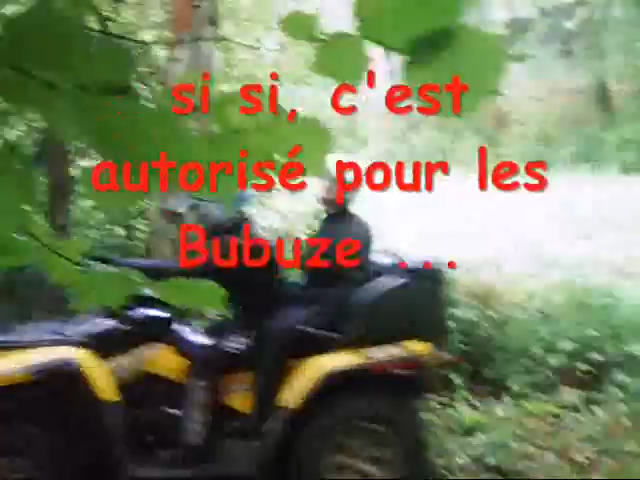 si si, c'est
autorisé pour les
Bubuze ...